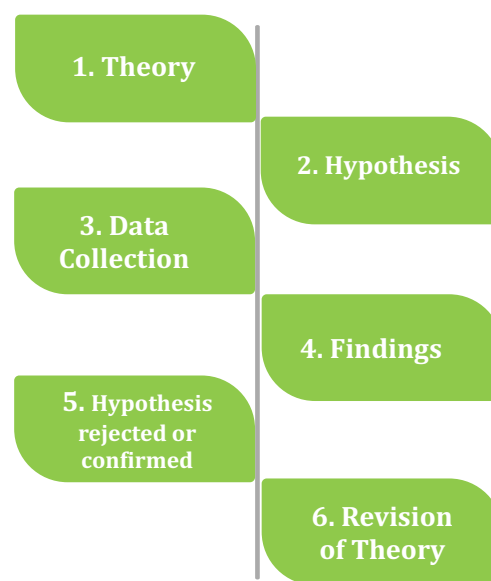 1. Theory
2. Hypothesis
3. Data
Collection
4. Findings
5. Hypothesis
rejected or
confirmed
6. Revision
of Theory